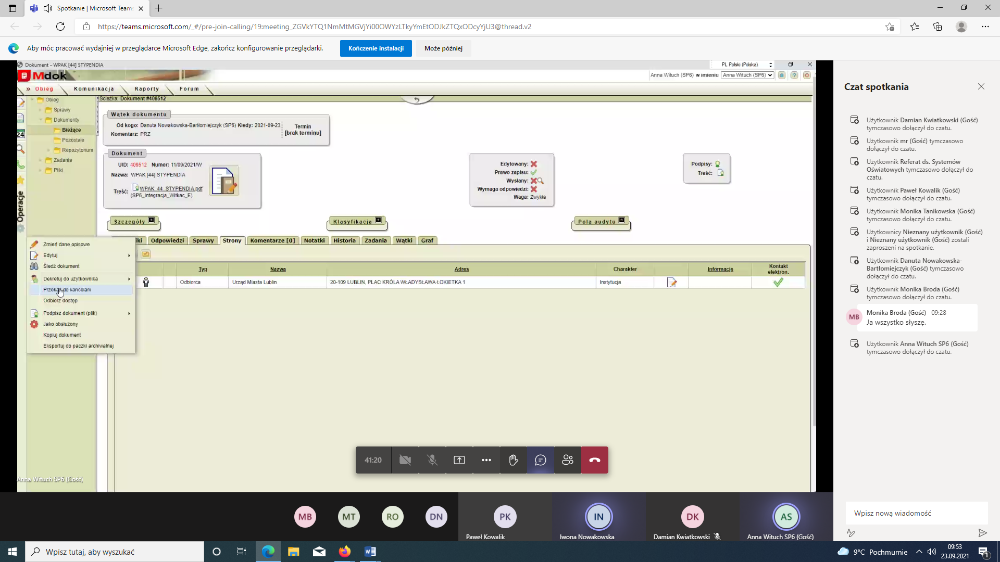 Spotkanie | Microsoft Teams
https://teams.microsoft.com/_#/pre-join-calling/19:meeting_ZGVkYTQ1NmMtMGVjYi00OWYzLTkyYmEtODJkZTQxODcyYjU3@thread.v2
Aby móc pracować wydajniej w przeglądarce Microsoft Edge, zakończ konfigurowanie przeglądarki.
Kończenie instalacji
Może później
Dokument - WPAK [44] STYPENDIA
PL Polski (Polska)
Mdok
Anna Wituch (SP6) w imieniu Anna Wituch (SP6)
» Obieg Komunikacja Raporty Forum
Obieg
Sprawy
Dokumenty
Bieżące
Pozostałe
Repozytorium
Zadania
Pliki
24
Operacje
Ścieżka: Dokument #409512
Wątek dokumentu
Od kogo: Danuta Nowakowska-Bartłomiejczyk (SP6) Kiedy: 2021-09-23
Komentarz: PRZ
Termin
[brak terminu]
Dokument
UID: 409512 Numer: 11/09/2021/W
Nazwa: WPAK [44] STYPENDIA
Treść: WPAK_44_STYPENDIA.pdf
(SP6_Integracja_Witkac_E)
Edytowany:
Prawo zapisu:
Wysłany:
Wymaga odpowiedzi:
Waga: Zwykła
Podpisy:
Treść:
Szczegóły
Klasyfikacja
Pola audytu
iki Odpowiedzi Sprawy Strony Komentarze [0] Notatki Historia Zadania Wątki Graf
Typ Nazwa Adres Charakter Informacje Kontakt elektron.
Odbiorca Urząd Miasta Lublin 20-109 LUBLIN, PLAC KRÓLA WŁADYSŁAWA ŁOKIETKA 1 Instytucja
Zmień dane opisowe
Edytuj
Śledź dokument
Dekretuj do użytkownika
Przekaż do kancelarii
Odbierz dostęp
Podpisz dokument (plik)
Jako obsłużony
Kopiuj dokument
Eksportuj do paczki archiwalnej
Anna Wituch SP6 (Gość)
41:20
MB MT RO DN PK IN DK AS
Paweł Kowalik
Iwona Nowakowska
Damian Kwiatkowski
Anna Wituch SP6 (Gość)
Czat spotkania
Użytkownik Damian Kwiatkowski (Gość)
tymczasowo dołączył do czatu.
Użytkownik mr (Gość) tymczasowo
dołączył do czatu.
Użytkownik Referat ds. Systemów
Oświatowych tymczasowo dołączył do
czatu.
Użytkownik Paweł Kowalik (Gość)
tymczasowo dołączył do czatu.
Użytkownik Monika Tanikowska (Gość)
tymczasowo dołączył do czatu.
Użytkownicy Nieznany użytkownik (Gość)
i Nieznany użytkownik (Gość) zostali
zaproszeni na spotkanie.
Użytkownik Danuta Nowakowska-
Bartłomiejczyk (Gość) tymczasowo
dołączył do czatu.
Użytkownik Monika Broda (Gość)
tymczasowo dołączył do czatu.
MB
Monika Broda (Gość) 09:28
Ja wszystko słyszę.
Użytkownik Anna Wituch SP6 (Gość)
tymczasowo dołączył do czatu.
Wpisz nową wiadomość
Wpisz tutaj, aby wyszukać
9°C Pochmurnie
09:53
23.09.2021
1